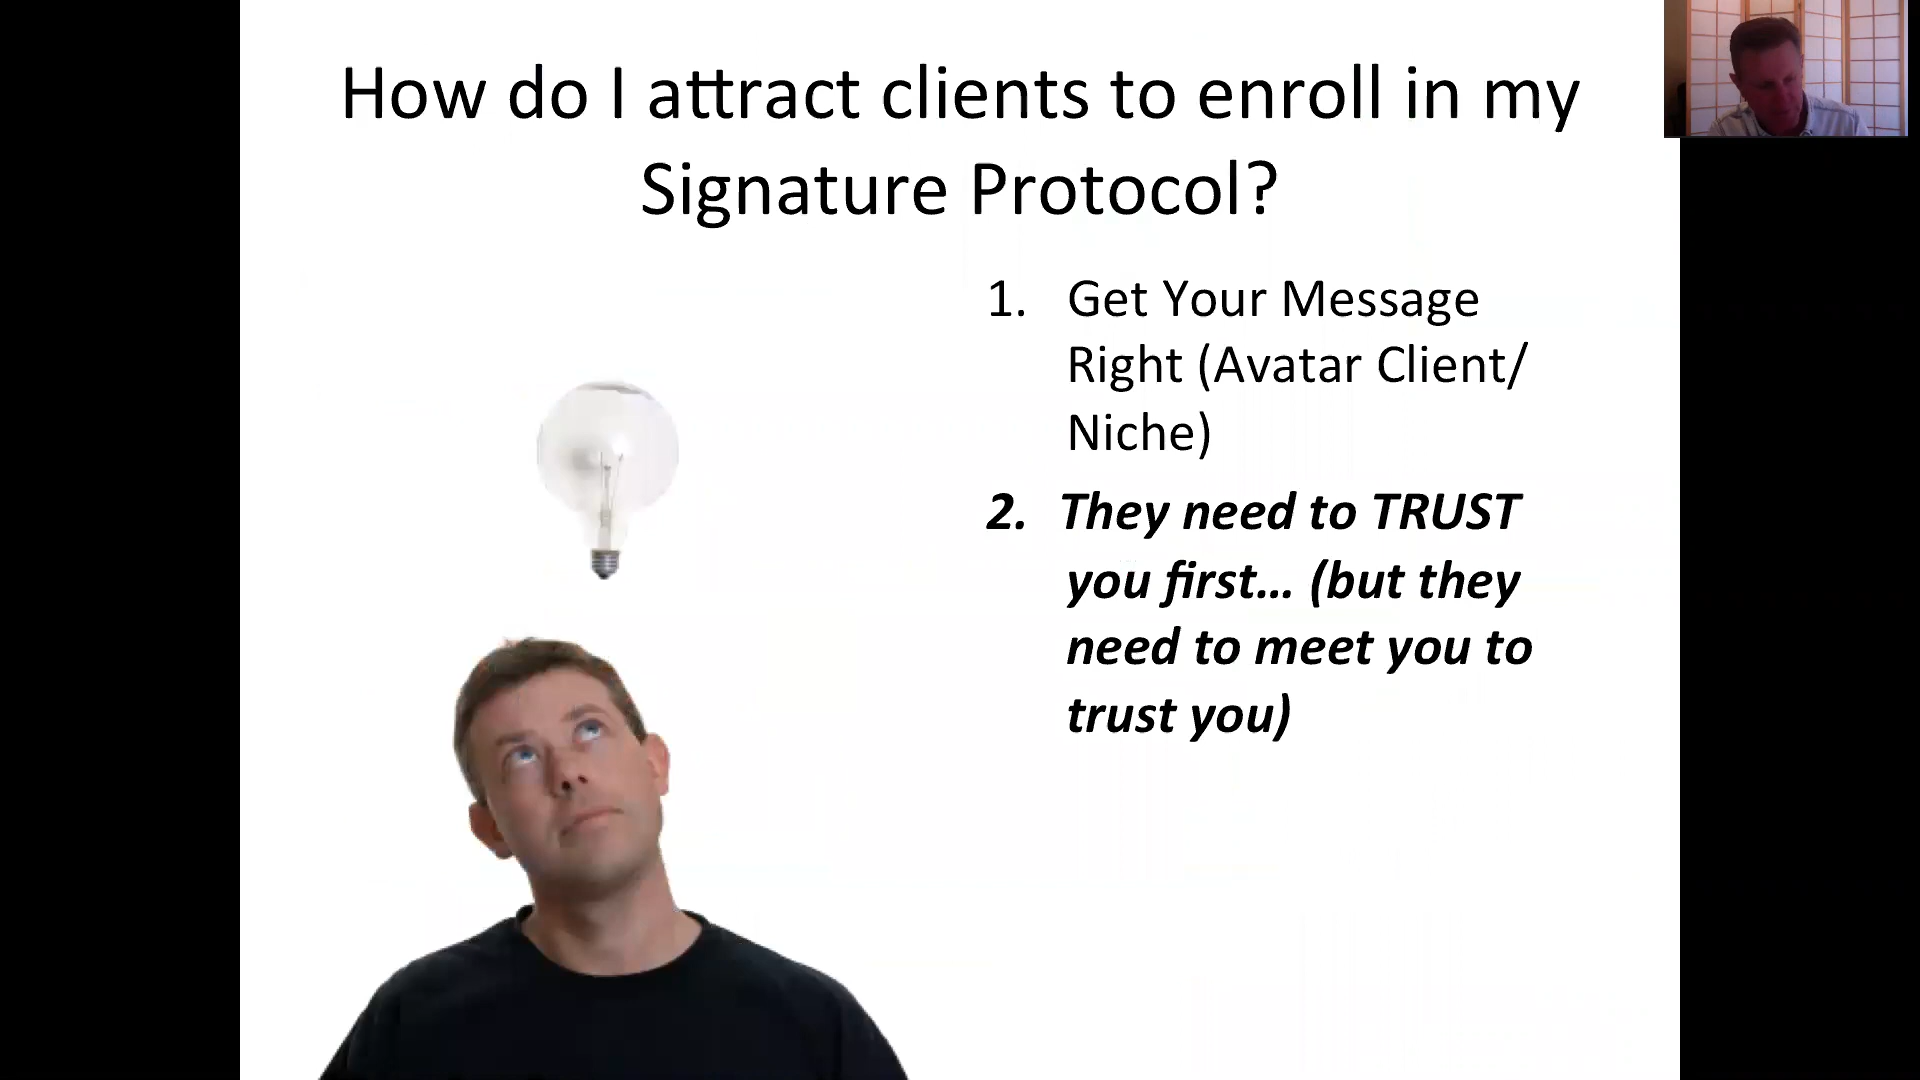 How do I attract clients to enroll in my
Signature Protocol?
1. Get Your Message
Right (Avatar Client/
Niche)
2. They need to TRUST
you first... (but they
need to meet you to
trust you)